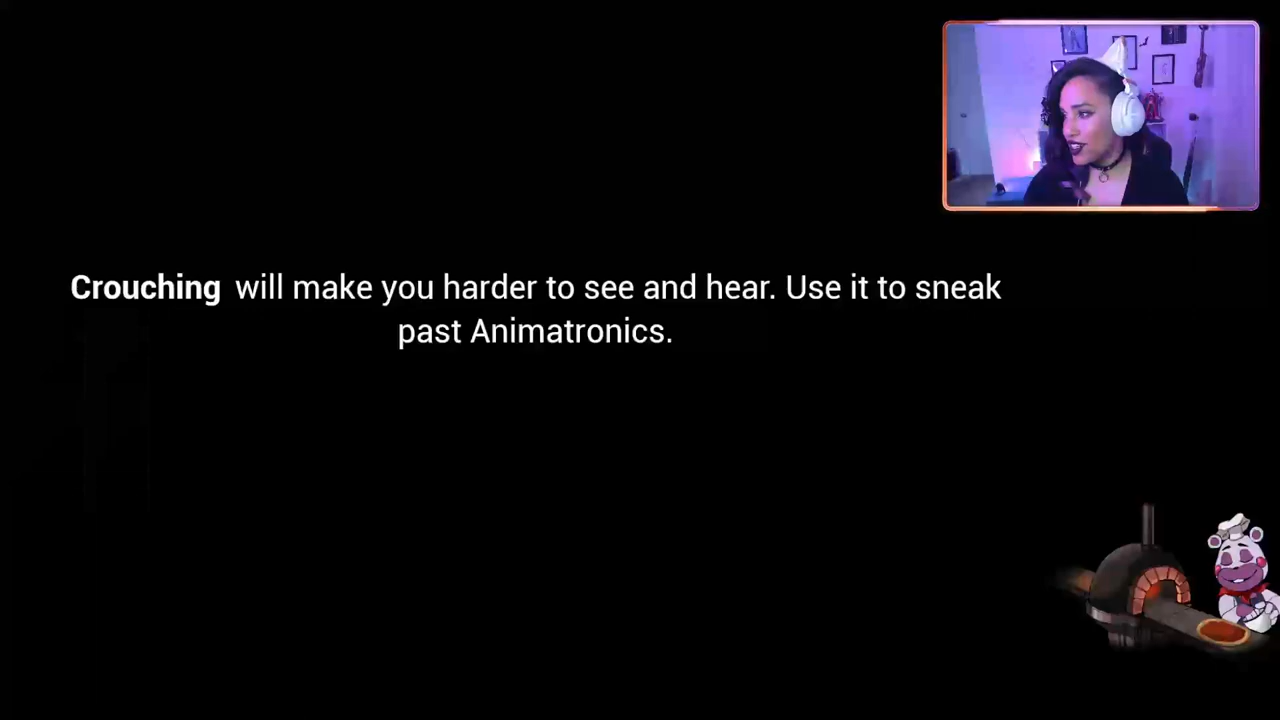 Crouching will make you harder to see and hear. Use it to sneak
past Animatronics.